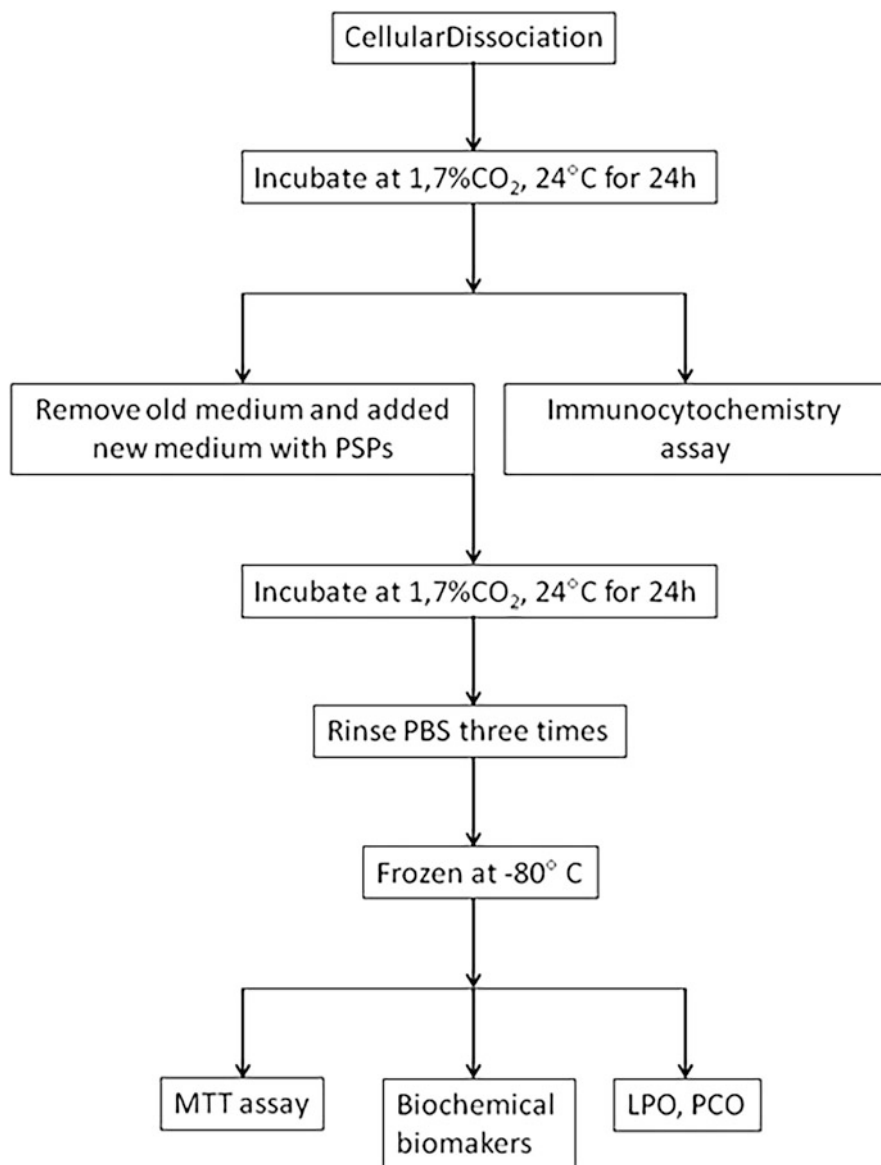 CellularDissociation
Incubate at 1,7%CO₂, 24°C for 24h
Remove old medium and added
new medium with PSPs
Immunocytochemistry
assay
Incubate at 1,7%CO₂, 24°C for 24h
Rinse PBS three times
Frozen at -80° C
MTT assay
Biochemical
biomakers
LPO, PCO